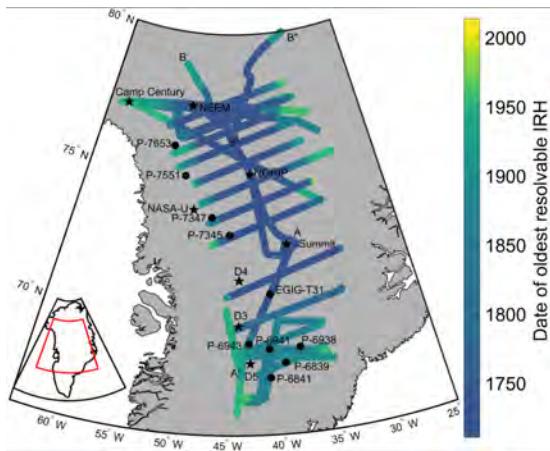 80° N
B
B"
Camp Century
NEEM
P-7653
75° N
P-7551
NGRIP
NASA-U
P-7347
P-7345
A
Summit
70° N
D4
EGIG-T31
D3
P-6943
P-6941
P-6938
P-6839
A'
D5
P-6841
60° W
55° W
50° W
45° W
40° W
35° W
30° W
25° W
Date of oldest resolvable IRH
2000
1950
1900
1850
1800
1750